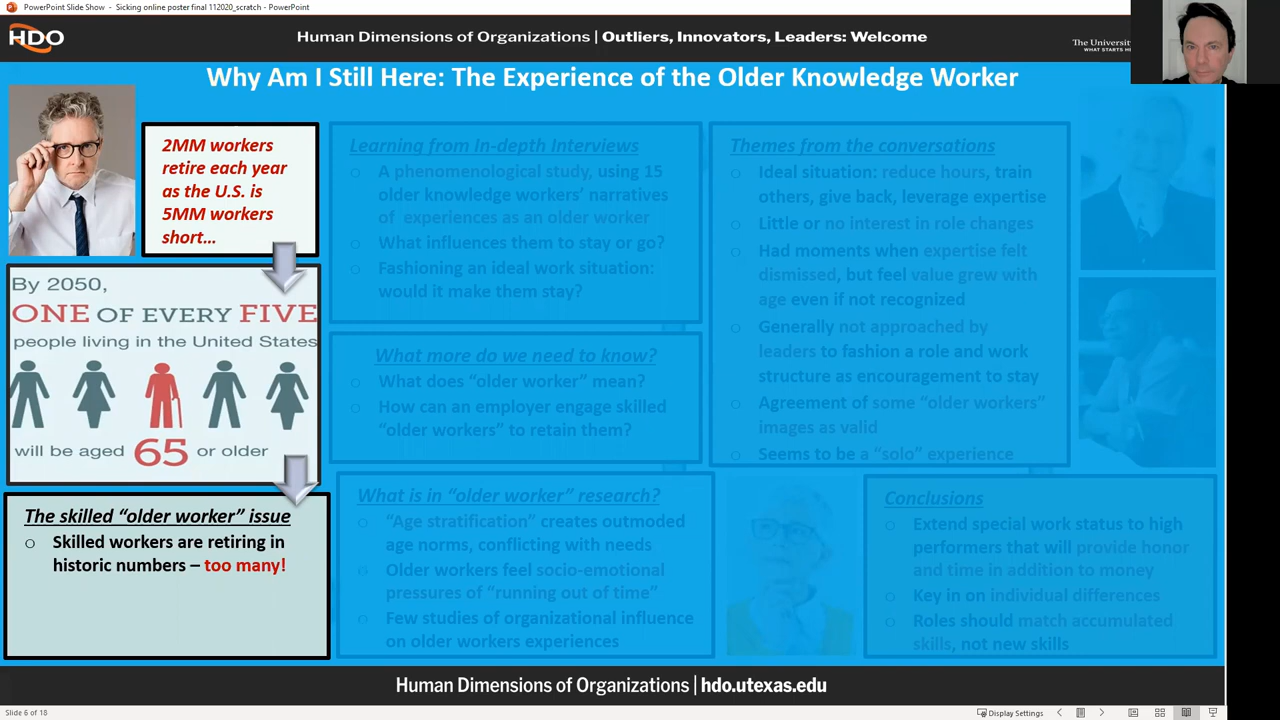 PowerPoint Slide Show - Sicking online poster final 112020_scratch - PowerPoint
HDO
Human Dimensions of Organizations | Outliers, Innovators, Leaders: Welcome
The Universi
WHAT STARTS H
Why Am I Still Here: The Experience of the Older Knowledge Worker
2MM workers
retire each year
as the U.S. is
5MM workers
short...
By 2050,
ONE OF EVERY FIVE
people living in the United States
will be aged 65 or older
The skilled “older worker” issue
o Skilled workers are retiring in
historic numbers – too many!
Learning from In-depth Interviews
o A phenomenological study, using 15
older knowledge workers’ narratives
of experiences as an older worker
o What influences them to stay or go?
o Fashioning an ideal work situation:
would it make them stay?
What more do we need to know?
o What does “older worker” mean?
o How can an employer engage skilled
“older workers” to retain them?
What is in “older worker” research?
o “Age stratification” creates outmoded
age norms, conflicting with needs
o Older workers feel socio-emotional
pressures of “running out of time”
o Few studies of organizational influence
on older workers experiences
Themes from the conversations
o Ideal situation: reduce hours, train
others, give back, leverage expertise
o Little or no interest in role changes
o Had moments when expertise felt
dismissed, but feel value grew with
age even if not recognized
o Generally not approached by
leaders to fashion a role and work
structure as encouragement to stay
o Agreement of some “older workers”
images as valid
o Seems to be a “solo” experience
Conclusions
o Extend special work status to high
performers that will provide honor
and time in addition to money
o Key in on individual differences
o Roles should match accumulated
skills, not new skills
Human Dimensions of Organizations | hdo.utexas.edu
Slide 6 of 18
Display Settings